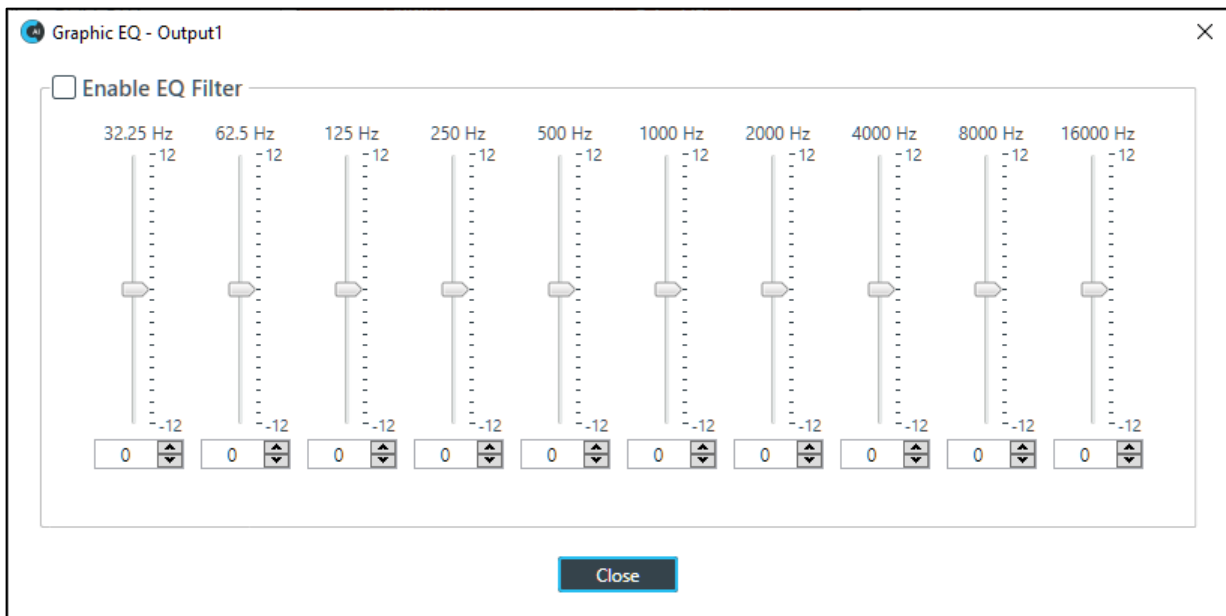 Graphic EQ - Output1
Enable EQ Filter
32.25 Hz 62.5 Hz 125 Hz 250 Hz 500 Hz 1000 Hz 2000 Hz 4000 Hz 8000 Hz 16000 Hz
12 12 12 12 12 12 12 12 12 12
-12 -12 -12 -12 -12 -12 -12 -12 -12 -12
0 0 0 0 0 0 0 0 0 0
Close